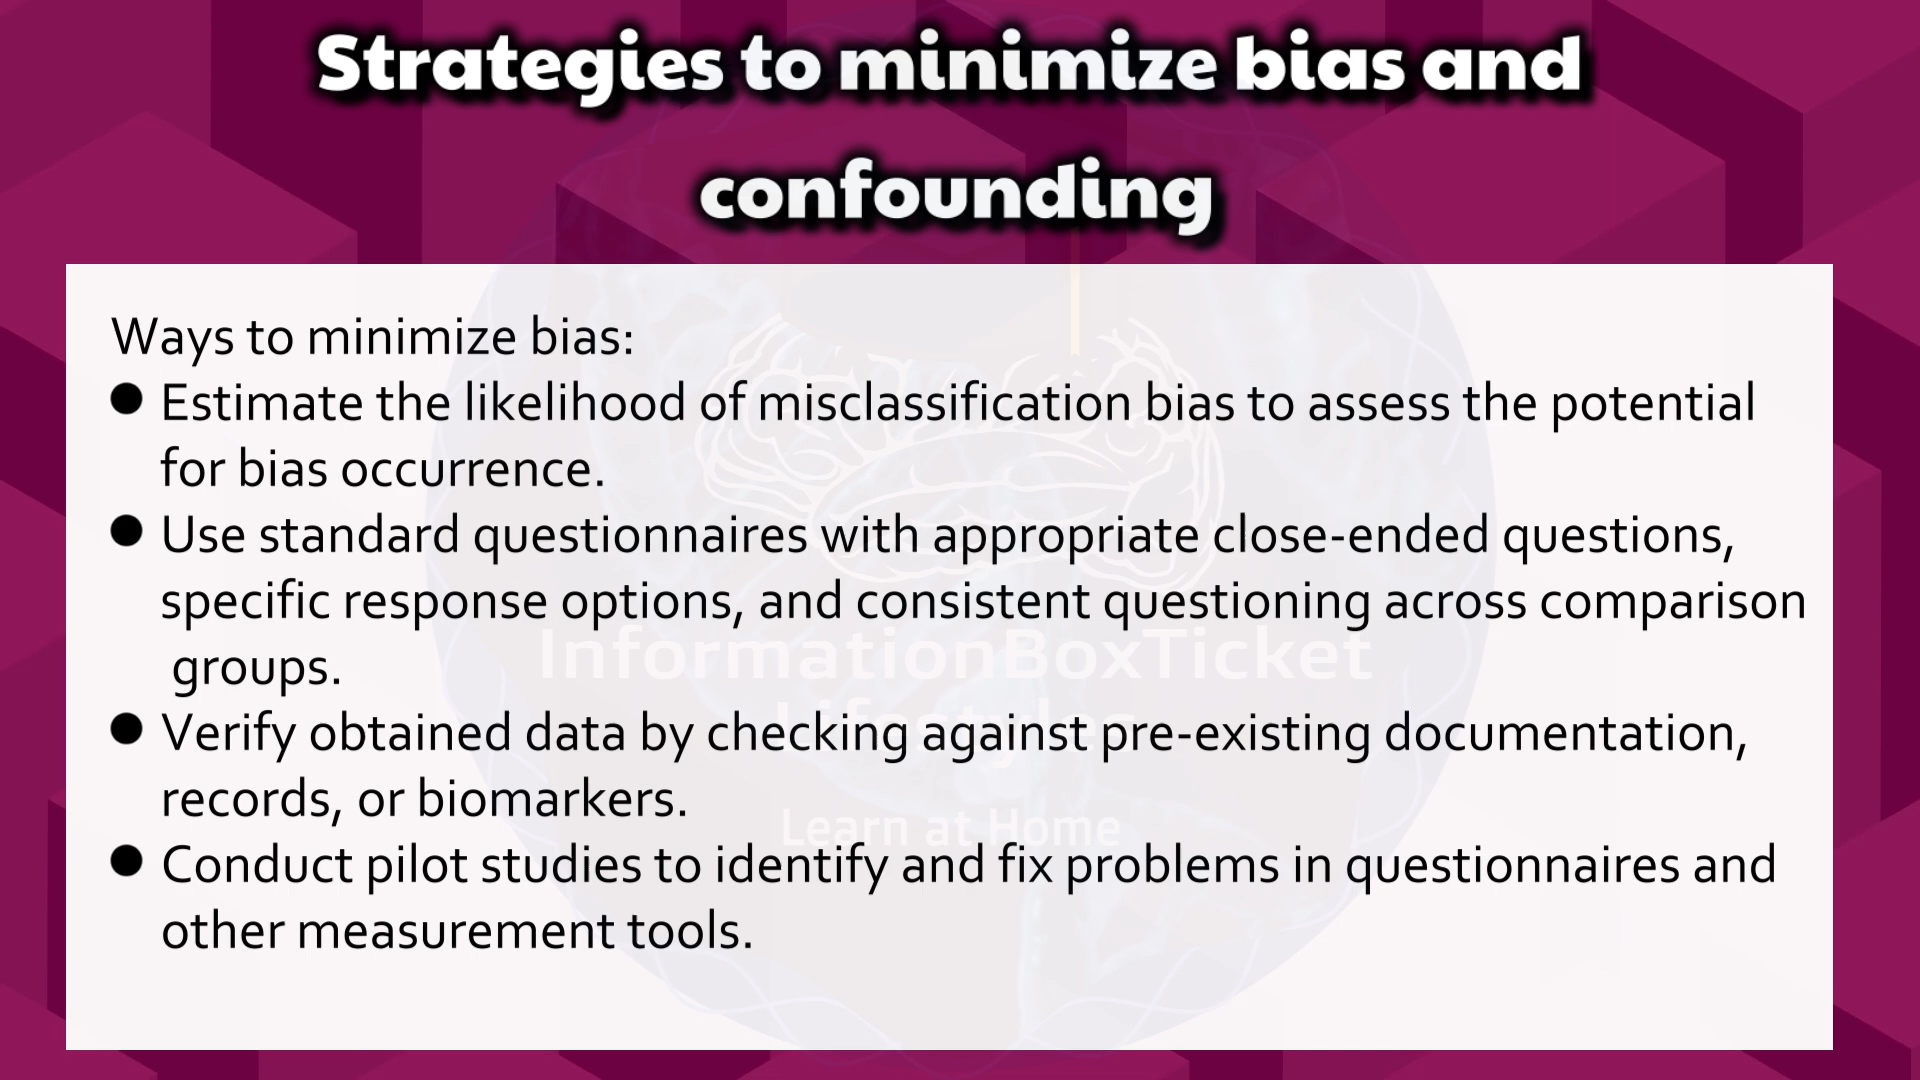 Strategies to minimize bias and
confounding
Ways to minimize bias:
● Estimate the likelihood of misclassification bias to assess the potential
for bias occurrence.
● Use standard questionnaires with appropriate close-ended questions,
specific response options, and consistent questioning across comparison
groups.
InformationBoxTicket
Lifestyles
● Verify obtained data by checking against pre-existing documentation,
records, or biomarkers.
Learn at Home
● Conduct pilot studies to identify and fix problems in questionnaires and
other measurement tools.